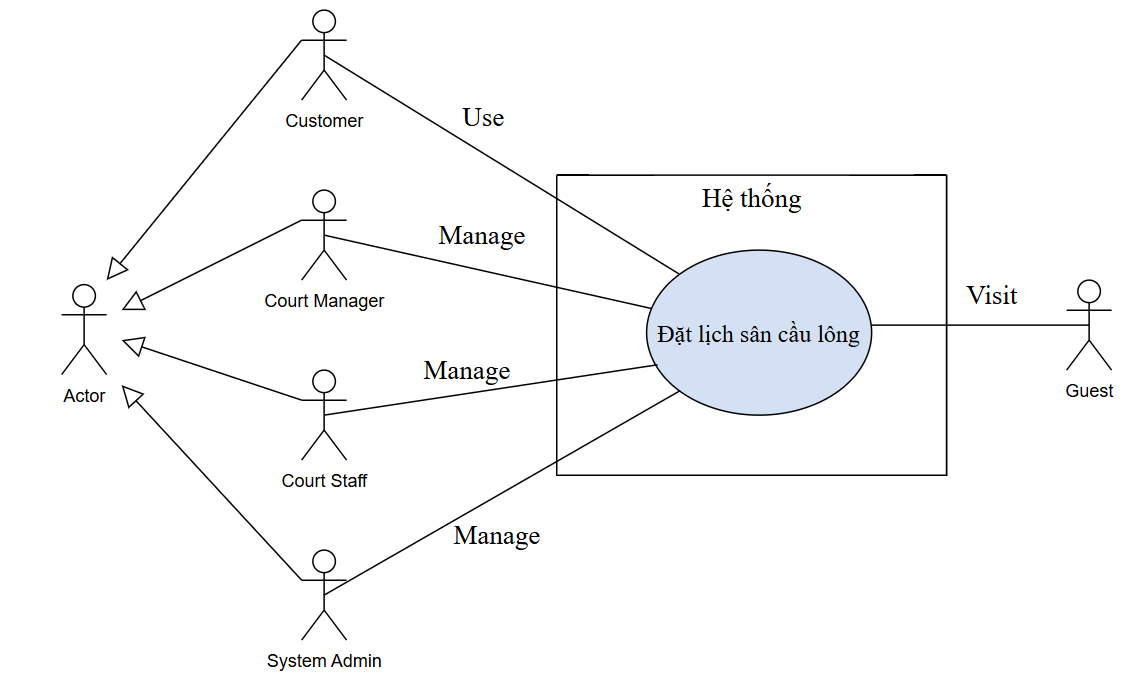 Customer
Use
Hệ thống
Manage
Court Manager
Visit
Đặt lịch sân cầu lông
Manage
Actor
Guest
Court Staff
Manage
System Admin